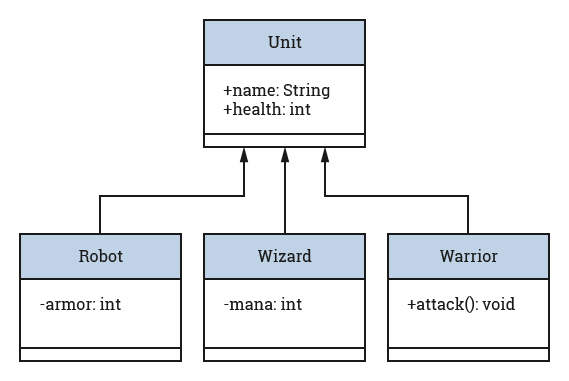 Unit
+name: String
+health: int
Robot
-armor: int
Wizard
-mana: int
Warrior
+attack(): void